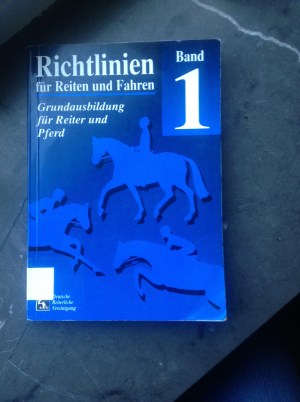 Richtlinien
für Reiten und Fahren
Band
1
Grundausbildung
für Reiter und
Pferd
Deutsche
Reiterliche
Vereinigung